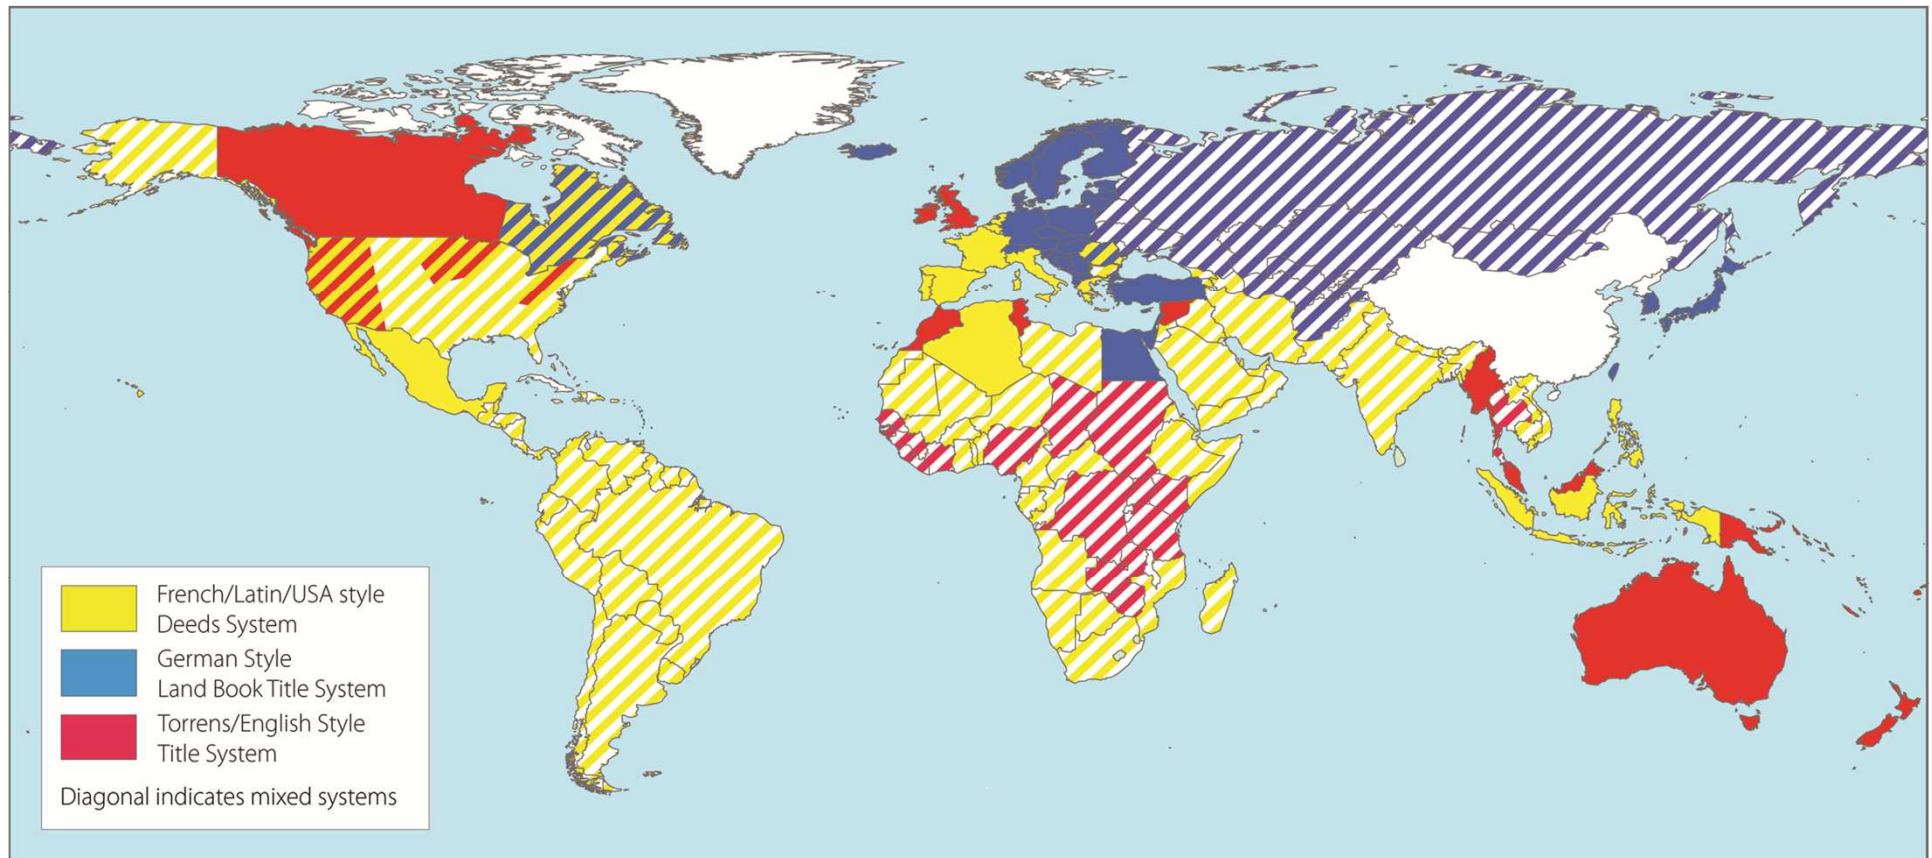 French/Latin/USA style
Deeds System
German Style
Land Book Title System
Torrens/English Style
Title System
Diagonal indicates mixed systems